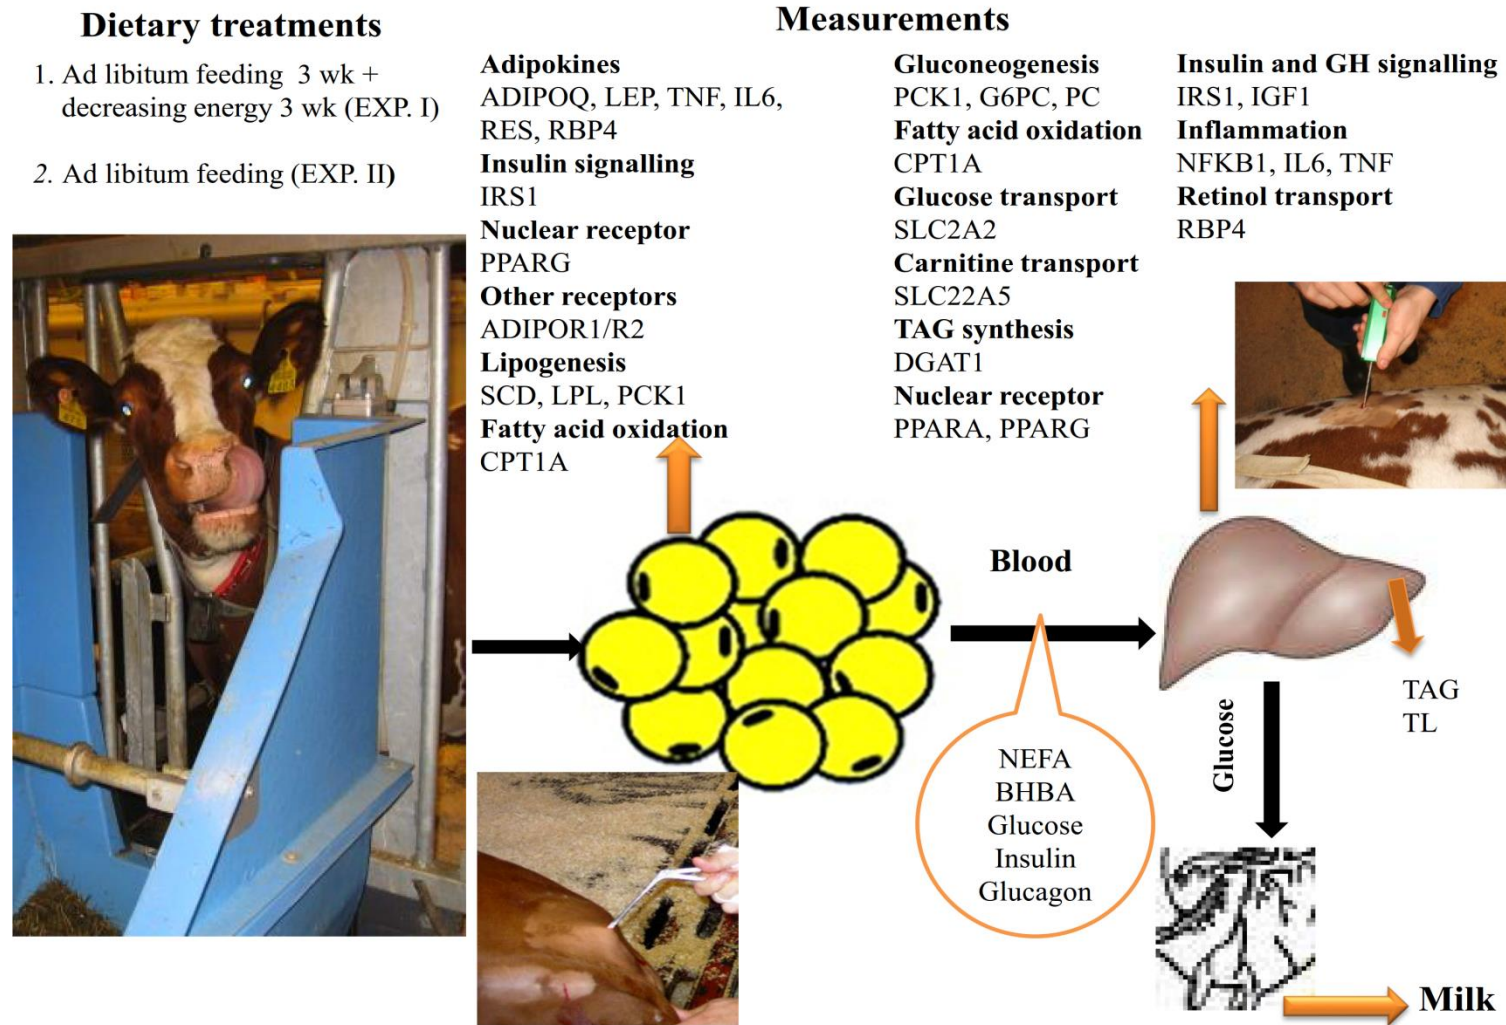 Dietary treatments
1. Ad libitum feeding 3 wk +
decreasing energy 3 wk (EXP. I)
2. Ad libitum feeding (EXP. II)
Measurements
Adipokines
ADIPOQ, LEP, TNF, IL6,
RES, RBP4
Insulin signalling
IRS1
Nuclear receptor
PPARG
Other receptors
ADIPOR1/R2
Lipogenesis
SCD, LPL, PCK1
Fatty acid oxidation
CPT1A
Gluconeogenesis
PCK1, G6PC, PC
Fatty acid oxidation
CPT1A
Glucose transport
SLC2A2
Carnitine transport
SLC22A5
TAG synthesis
DGAT1
Nuclear receptor
PPARA, PPARG
Insulin and GH signalling
IRS1, IGF1
Inflammation
NFKB1, IL6, TNF
Retinol transport
RBP4
Blood
NEFA
BHBA
Glucose
Insulin
Glucagon
TAG
TL
Glucose
Milk